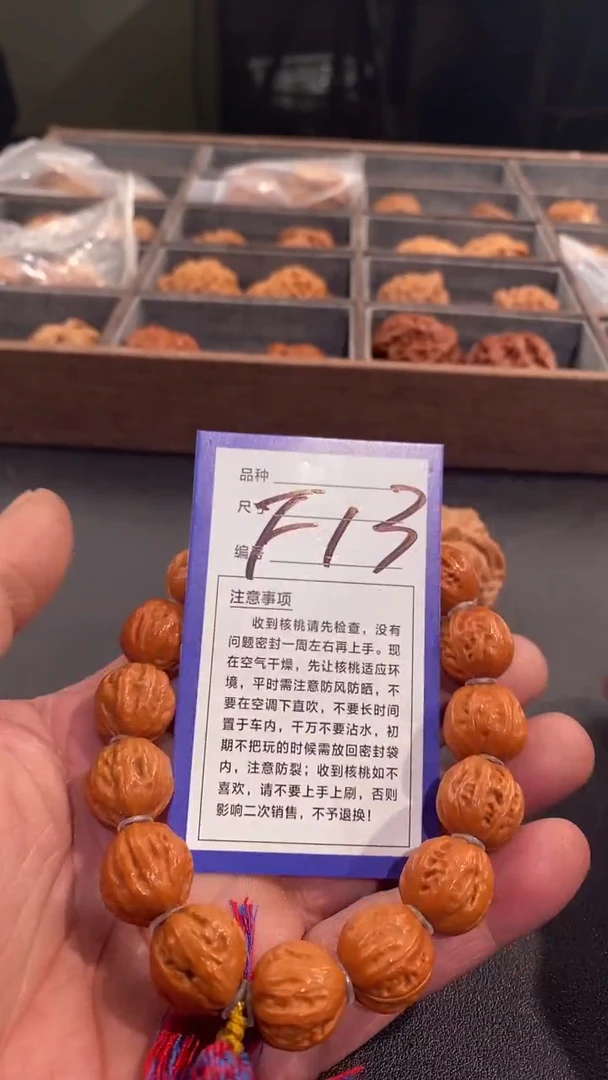 品种
尺寸
编号
F13
注意事项
收到核桃请先检查，没有
问题密封一周左右再上手。现
在空气干燥，先让核桃适应环
境，平时需注意防风防晒，不
要在空调下直吹，不要长时间
置于车内，千万不要沾水，初
期不把玩的时候需放回密封袋
内，注意防裂；收到核桃如不
喜欢，请不要上手上刷，否则
影响二次销售，不予退换！